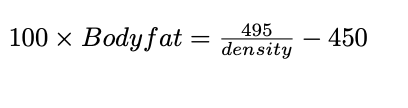 100 × Bodyfat = 495/density − 450